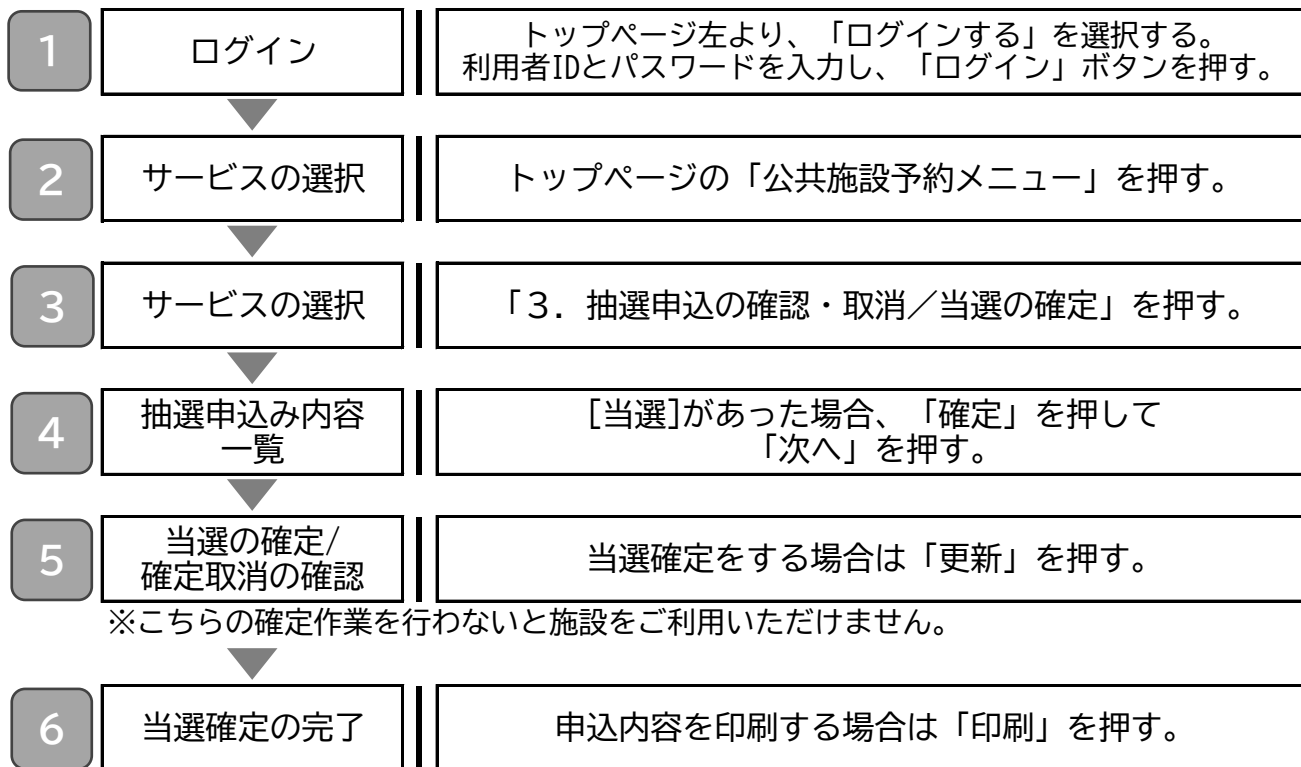 1
ログイン
トップページ左より、「ログインする」を選択する。
利用者IDとパスワードを入力し、「ログイン」ボタンを押す。
2
サービスの選択
トップページの「公共施設予約メニュー」を押す。
3
サービスの選択
「３．抽選申込の確認・取消／当選の確定」を押す。
4
抽選申込み内容
一覧
[当選]があった場合、「確定」を押して
「次へ」を押す。
5
当選の確定/
確定取消の確認
当選確定をする場合は「更新」を押す。
※こちらの確定作業を行わないと施設をご利用いただけません。
6
当選確定の完了
申込内容を印刷する場合は「印刷」を押す。